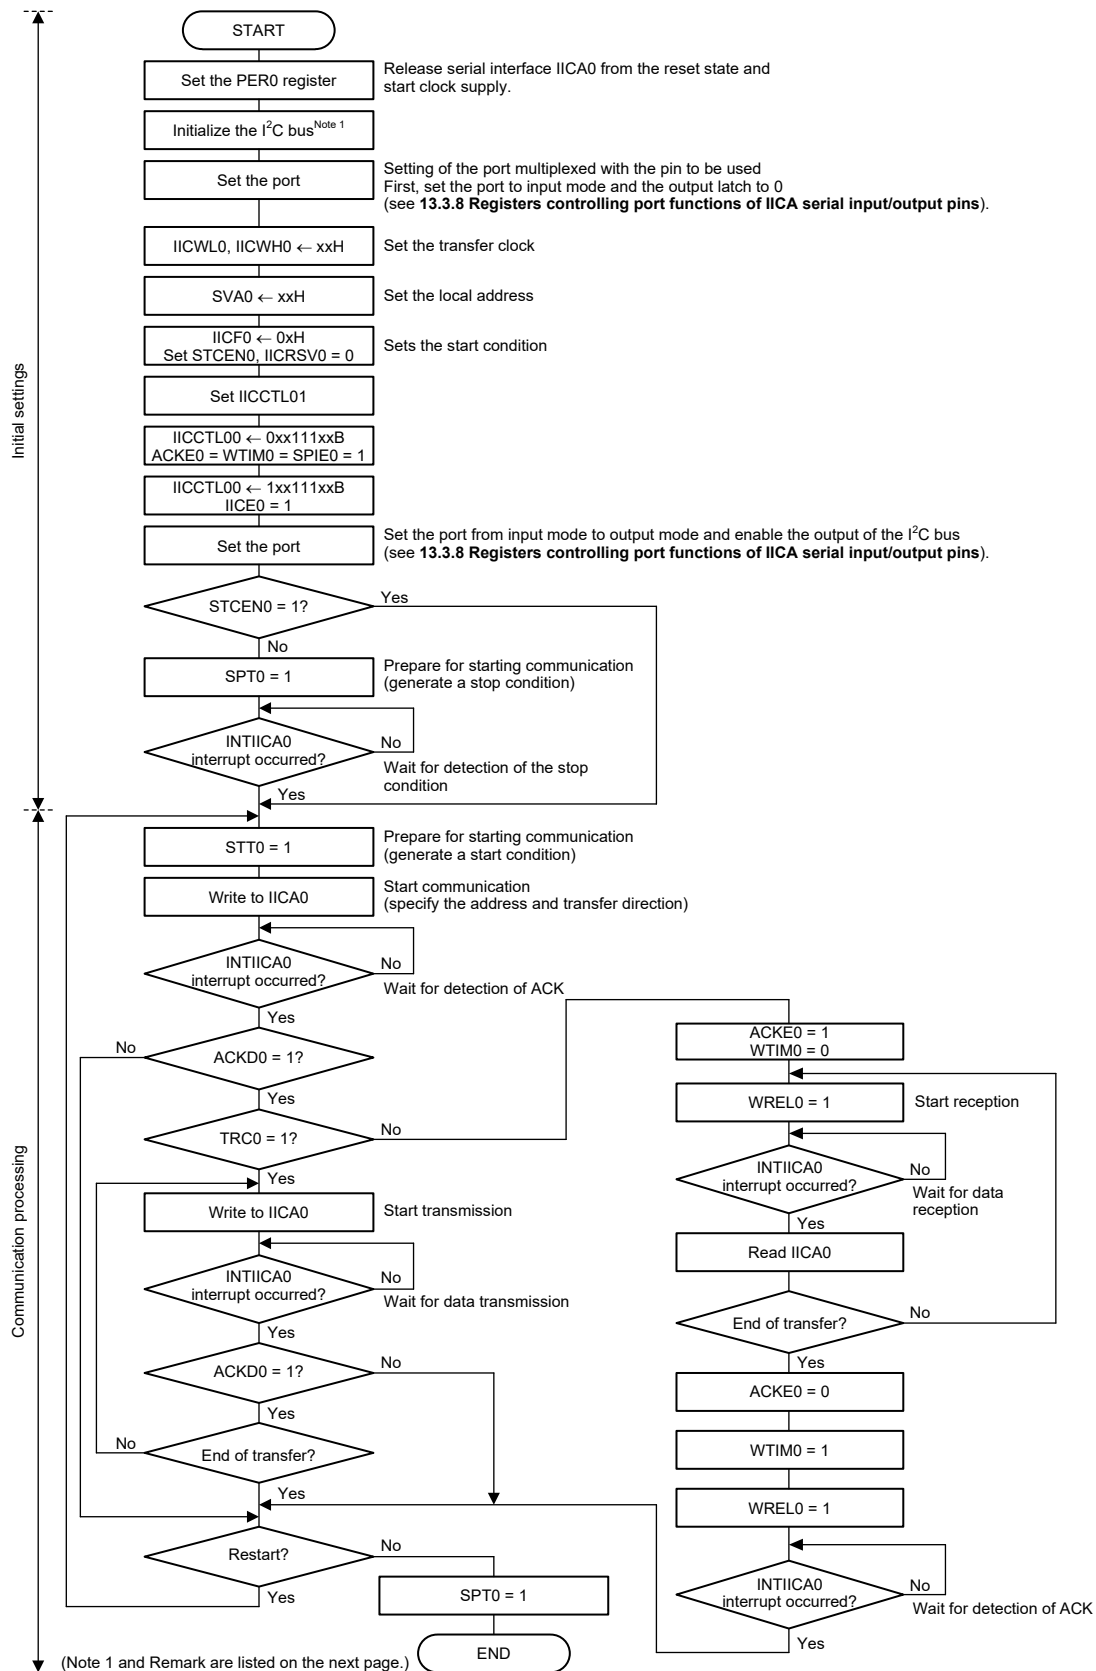 START
Set the PER0 register
Release serial interface IICA0 from the reset state and
start clock supply.
Initialize the I²C bus Note 1
Set the port
Setting of the port multiplexed with the pin to be used
First, set the port to input mode and the output latch to 0
(see 13.3.8 Registers controlling port functions of IICA serial input/output pins).
IICWL0, IICWH0 ← xxH
Set the transfer clock
SVA0 ← xxH
Set the local address
IICF0 ← 0xH
Set STCEN0, IICRSV0 = 0
Sets the start condition
Set IICCTL01
IICCTL00 ← 0xx111xxB
ACKE0 = WTIM0 = SPIE0 = 1
IICCTL00 ← 1xx111xxB
IICE0 = 1
Set the port
Set the port from input mode to output mode and enable the output of the I²C bus
(see 13.3.8 Registers controlling port functions of IICA serial input/output pins).
STCEN0 = 1?
Yes
No
SPT0 = 1
Prepare for starting communication
(generate a stop condition)
INTIICA0
interrupt occurred?
No
Wait for detection of the stop
condition
Yes
Initial settings
STT0 = 1
Prepare for starting communication
(generate a start condition)
Write to IICA0
Start communication
(specify the address and transfer direction)
INTIICA0
interrupt occurred?
No
Wait for detection of ACK
Yes
ACKD0 = 1?
No
Yes
TRC0 = 1?
No
Yes
Write to IICA0
Start transmission
INTIICA0
interrupt occurred?
No
Wait for data transmission
Yes
ACKD0 = 1?
No
Yes
End of transfer?
No
Yes
Restart?
No
Yes
SPT0 = 1
END
ACKE0 = 1
WTIM0 = 0
WREL0 = 1
Start reception
INTIICA0
interrupt occurred?
No
Wait for data
reception
Yes
Read IICA0
End of transfer?
No
Yes
ACKE0 = 0
WTIM0 = 1
WREL0 = 1
INTIICA0
interrupt occurred?
No
Wait for detection of ACK
Yes
Communication processing
(Note 1 and Remark are listed on the next page.)